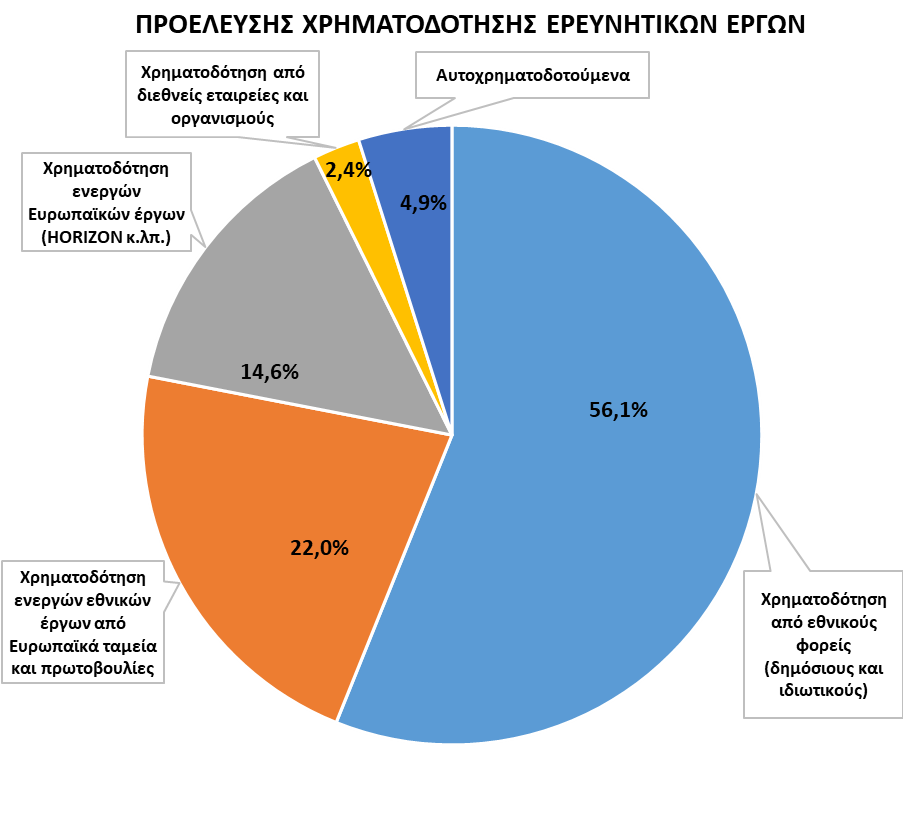 ΠΡΟΕΛΕΥΣΗΣ ΧΡΗΜΑΤΟΔΟΤΗΣΗΣ ΕΡΕΥΝΗΤΙΚΩΝ ΕΡΓΩΝ
Χρηματοδότηση από
διεθνείς εταιρείες και
οργανισμούς
Αυτοχρηματοδοτούμενα
Χρηματοδότηση
ενεργών
Ευρωπαϊκών έργων
(HORIZON κ.λπ.)
2,4%
4,9%
14,6%
56,1%
22,0%
Χρηματοδότηση
ενεργών εθνικών
έργων από
Ευρωπαϊκά ταμεία
και πρωτοβουλίες
Χρηματοδότηση
από εθνικούς
φορείς
(δημόσιους και
ιδιωτικούς)